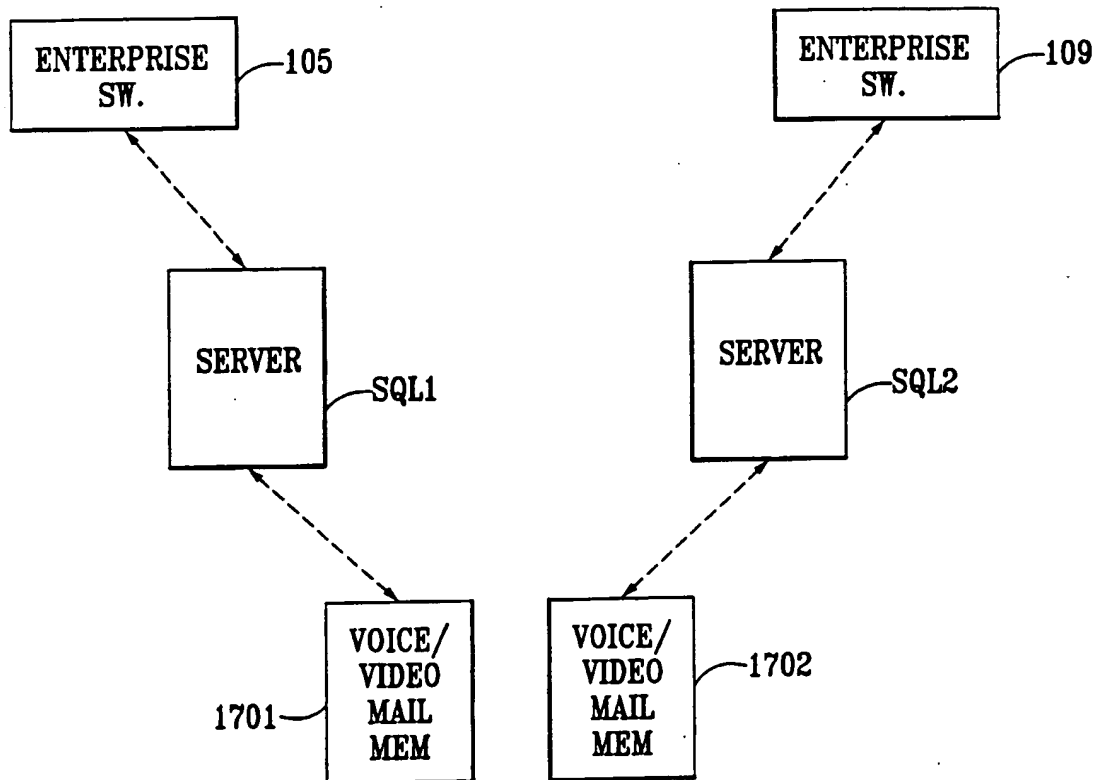 ENTERPRISE
SW.
105
ENTERPRISE
SW.
109
SERVER
SQL1
SERVER
SQL2
VOICE/
VIDEO
MAIL
MEM
1701
VOICE/
VIDEO
MAIL
MEM
1702